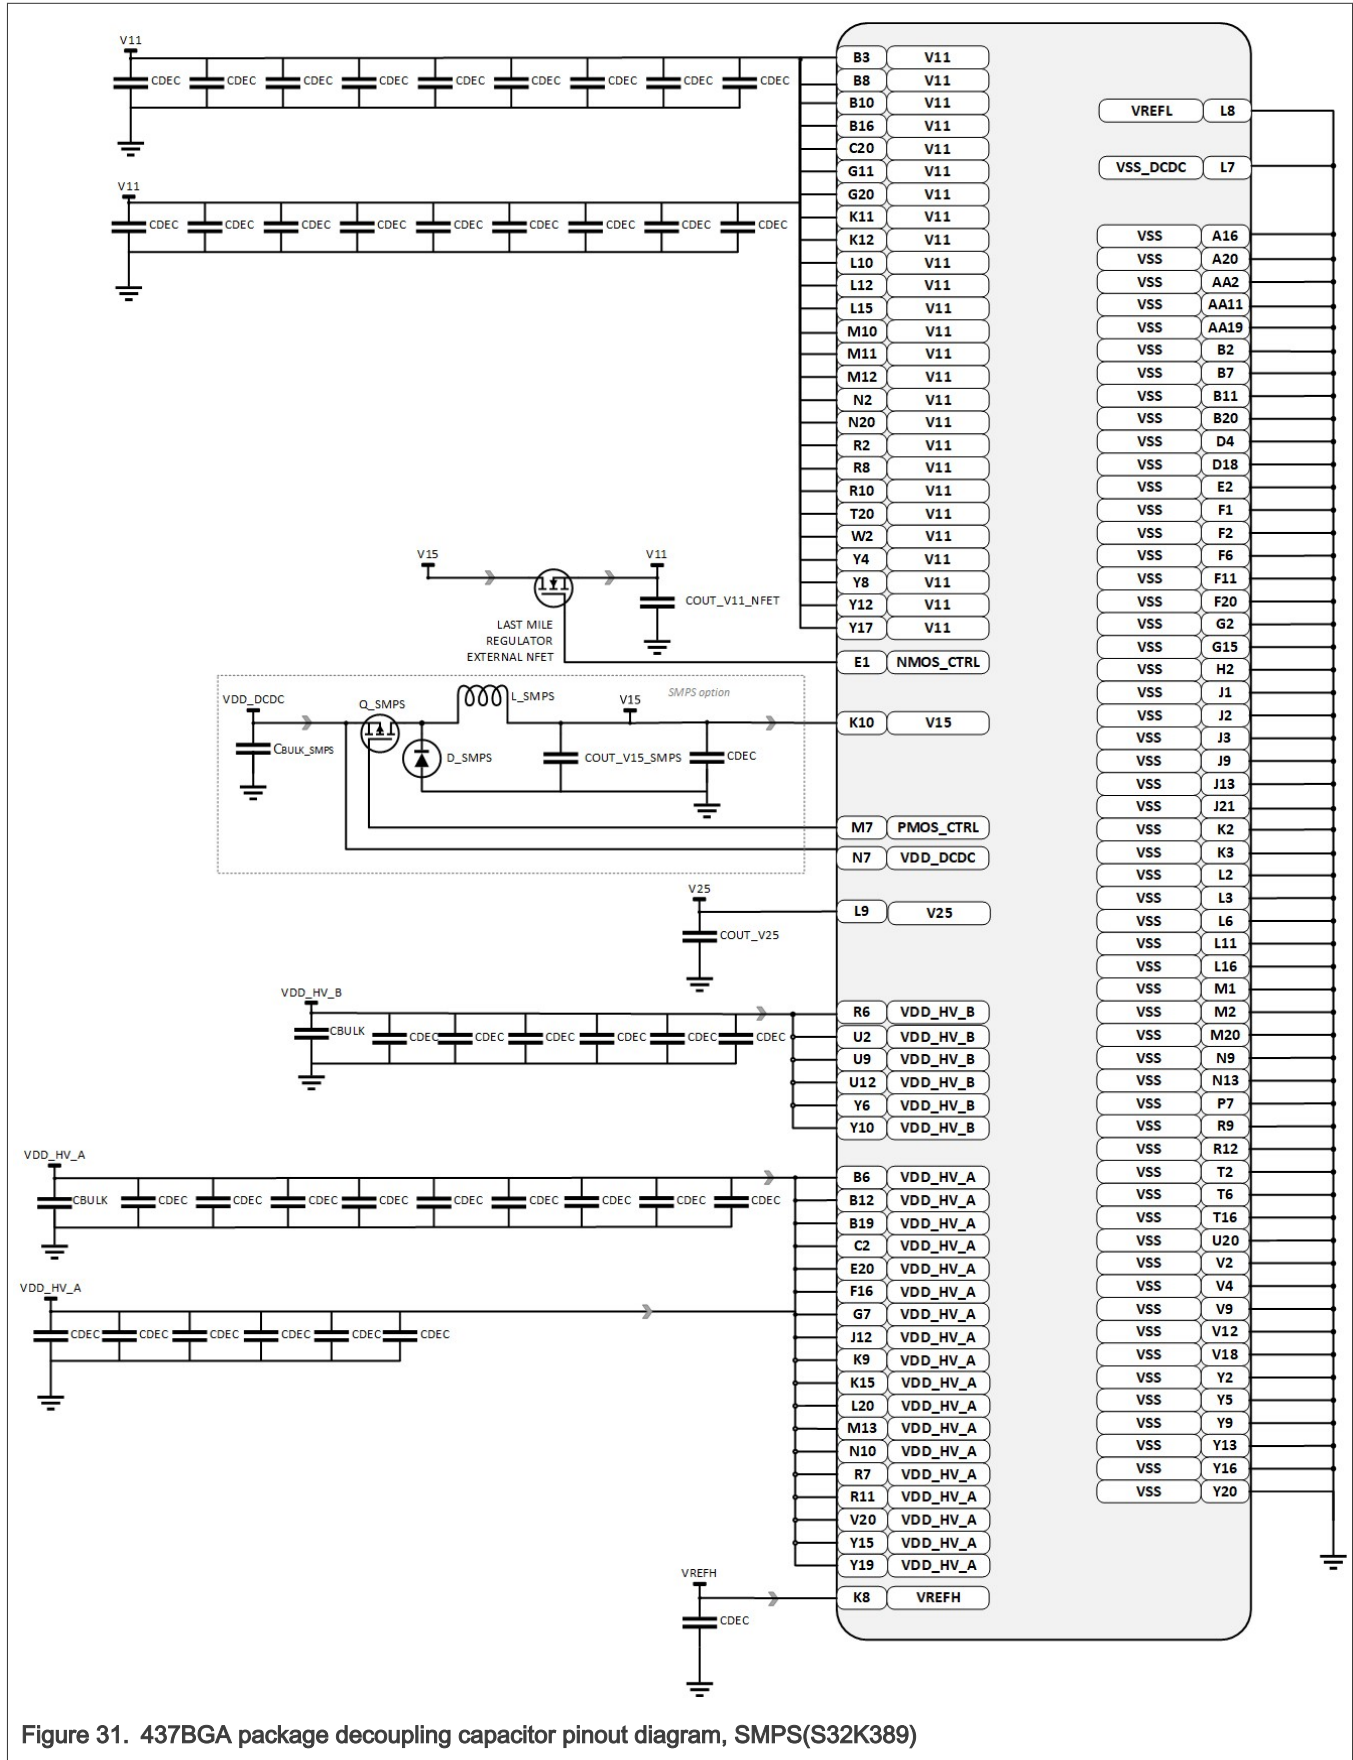 V11
CDEC CDEC CDEC CDEC CDEC CDEC CDEC CDEC CDEC
V11
CDEC CDEC CDEC CDEC CDEC CDEC CDEC CDEC CDEC
B3 V11
B8 V11
B10 V11
B16 V11
C20 V11
G11 V11
G20 V11
K11 V11
K12 V11
L10 V11
L12 V11
L15 V11
M10 V11
M11 V11
M12 V11
N2 V11
N20 V11
R2 V11
R8 V11
R10 V11
T20 V11
W2 V11
Y4 V11
Y8 V11
Y12 V11
Y17 V11
V15
V11
COUT_V11_NFET
LAST MILE
REGULATOR
EXTERNAL NFET
E1 NMOS_CTRL
SMPS option
VDD_DCDC
Q_SMPS
L_SMPS
V15
CBULK_SMPS
D_SMPS
COUT_V15_SMPS
CDEC
K10 V15
M7 PMOS_CTRL
N7 VDD_DCDC
V25
COUT_V25
L9 V25
VDD_HV_B
CBULK CDEC CDEC CDEC CDEC CDEC CDEC
R6 VDD_HV_B
U2 VDD_HV_B
U9 VDD_HV_B
U12 VDD_HV_B
Y6 VDD_HV_B
Y10 VDD_HV_B
VDD_HV_A
CBULK CDEC CDEC CDEC CDEC CDEC CDEC CDEC CDEC CDEC
VDD_HV_A
CDEC CDEC CDEC CDEC CDEC CDEC
B6 VDD_HV_A
B12 VDD_HV_A
B19 VDD_HV_A
C2 VDD_HV_A
E20 VDD_HV_A
F16 VDD_HV_A
G7 VDD_HV_A
J12 VDD_HV_A
K9 VDD_HV_A
K15 VDD_HV_A
L20 VDD_HV_A
M13 VDD_HV_A
N10 VDD_HV_A
R7 VDD_HV_A
R11 VDD_HV_A
V20 VDD_HV_A
Y15 VDD_HV_A
Y19 VDD_HV_A
VREFH
CDEC
K8 VREFH
VREFL L8
VSS_DCDC L7
VSS A16
VSS A20
VSS AA2
VSS AA11
VSS AA19
VSS B2
VSS B7
VSS B11
VSS B20
VSS D4
VSS D18
VSS E2
VSS F1
VSS F2
VSS F6
VSS F11
VSS F20
VSS G2
VSS G15
VSS H2
VSS J1
VSS J2
VSS J3
VSS J9
VSS J13
VSS J21
VSS K2
VSS K3
VSS L2
VSS L3
VSS L6
VSS L11
VSS L16
VSS M1
VSS M2
VSS M20
VSS N9
VSS N13
VSS P7
VSS R9
VSS R12
VSS T2
VSS T6
VSS T16
VSS U20
VSS V2
VSS V4
VSS V9
VSS V12
VSS V18
VSS Y2
VSS Y5
VSS Y9
VSS Y13
VSS Y16
VSS Y20
Figure 31. 437BGA package decoupling capacitor pinout diagram, SMPS(S32K389)